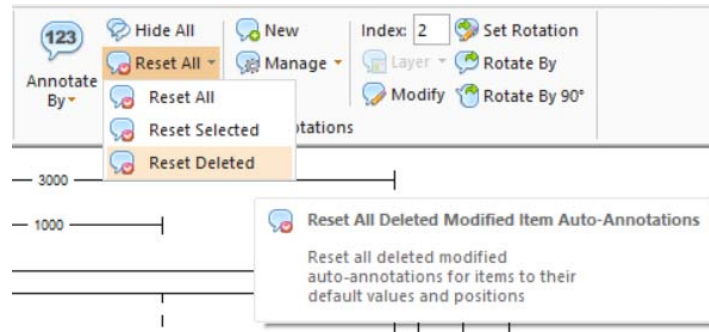 123
Annotate
By
Hide All
Reset All
New
Manage
Index: 2
Layer
Modify
Set Rotation
Rotate By
Rotate By 90°
Reset All
Reset Selected
Reset Deleted
otations
3000
1000
Reset All Deleted Modified Item Auto-Annotations
Reset all deleted modified
auto-annotations for items to their
default values and positions